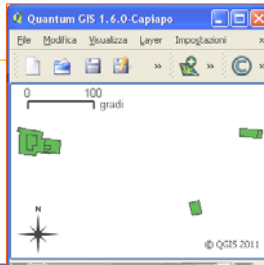 Quantum GIS 1.6.0-Capiapo
File Modifica Visualizza Layer Impostazioni »
» » ©
0 100
gradi
N
© QGIS 2011